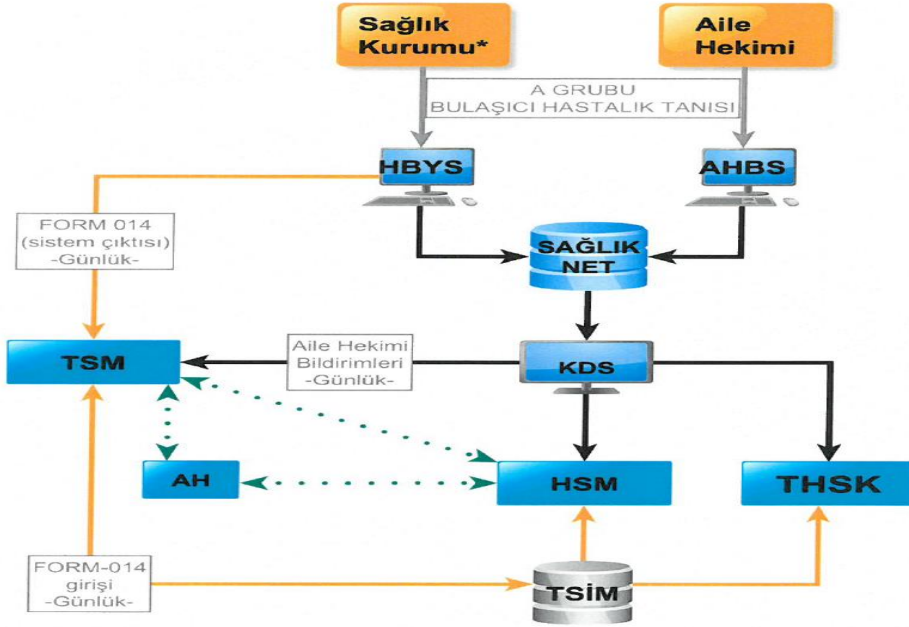 Sağlık
Kurumu*
Aile
Hekimi
A GRUBU
BULAŞICI HASTALIK TANISI
HBYS
AHBS
FORM 014
(sistem çıktısı)
-Günlük-
SAĞLIK
NET
TSM
Aile Hekimi
Bildirimleri
-Günlük-
KDS
AH
HSM
THSK
FORM-014
girişi
-Günlük-
TSİM